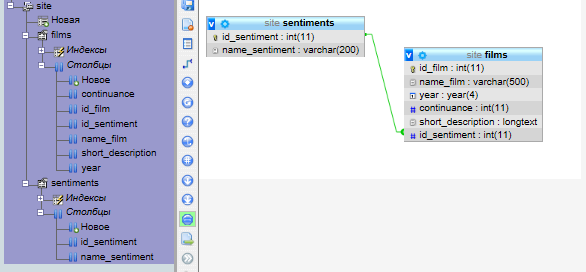 site
Новая
films
Индексы
Столбцы
Новое
continuance
id_film
id_sentiment
name_film
short_description
year
sentiments
Индексы
Столбцы
Новое
id_sentiment
name_sentiment
v site sentiments
id_sentiment : int(11)
name_sentiment : varchar(200)
v site films
id_film : int(11)
name_film : varchar(500)
year : year(4)
# continuance : int(11)
short_description : longtext
# id_sentiment : int(11)